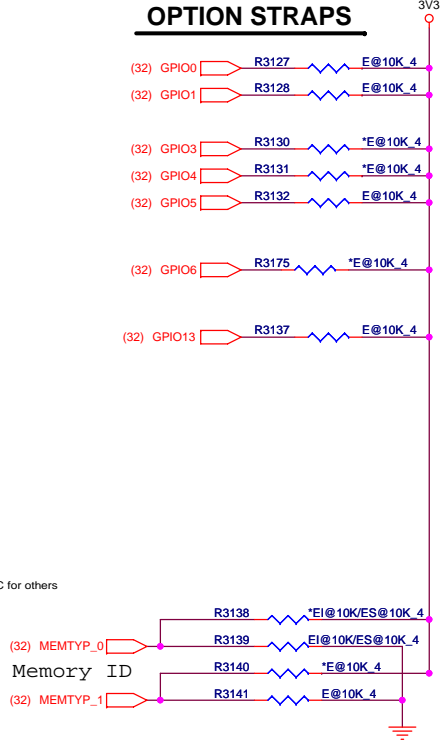 3V3
OPTION STRAPS
(32) GPIO0 R3127 E@10K_4
(32) GPIO1 R3128 E@10K_4
(32) GPIO3 R3130 *E@10K_4
(32) GPIO4 R3131 *E@10K_4
(32) GPIO5 R3132 E@10K_4
(32) GPIO6 R3175 *E@10K_4
(32) GPIO13 R3137 E@10K_4
C for others
R3138 *EI@10K/ES@10K_4
(32) MEMTYP_0 R3139 EI@10K/ES@10K_4
Memory ID R3140 *E@10K_4
(32) MEMTYP_1 R3141 E@10K_4